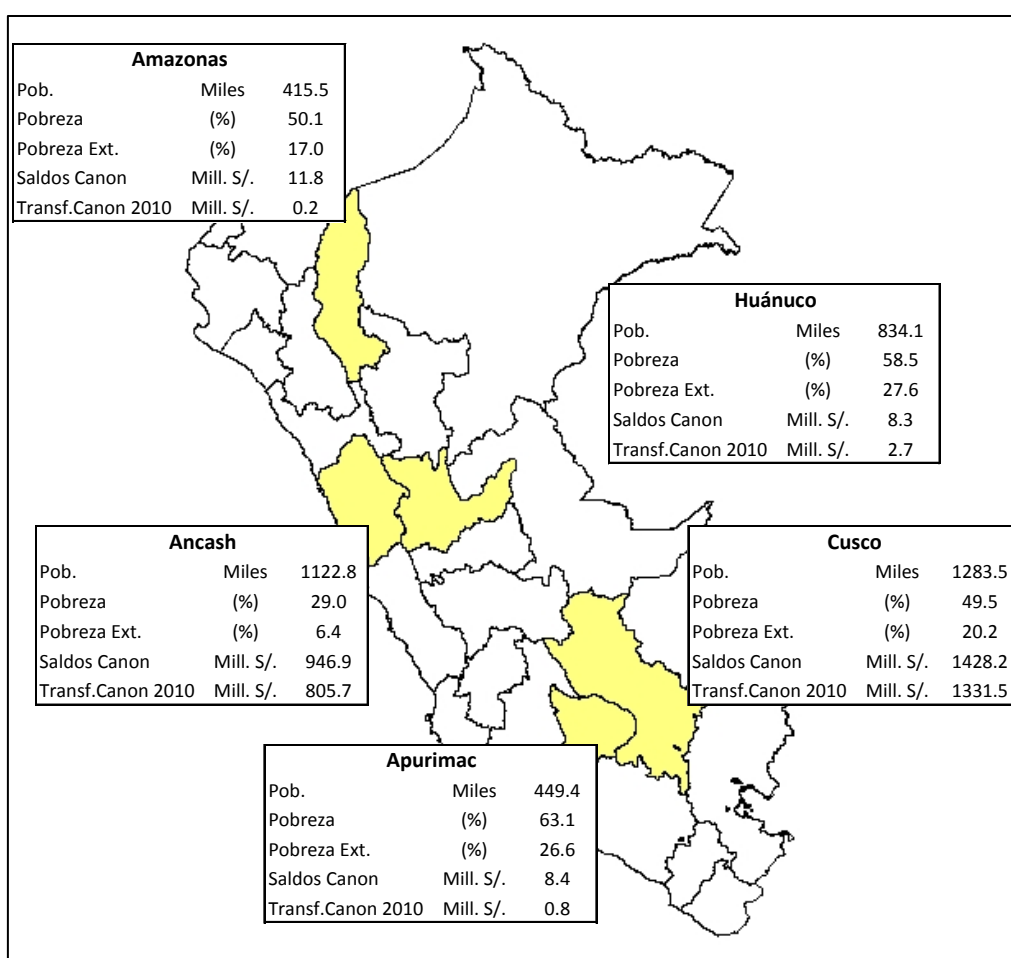 Amazonas
Pob. Miles 415.5
Pobreza (%) 50.1
Pobreza Ext. (%) 17.0
Saldos Canon Mill. S/. 11.8
Transf.Canon 2010 Mill. S/. 0.2
Huánuco
Pob. Miles 834.1
Pobreza (%) 58.5
Pobreza Ext. (%) 27.6
Saldos Canon Mill. S/. 8.3
Transf.Canon 2010 Mill. S/. 2.7
Ancash
Pob. Miles 1122.8
Pobreza (%) 29.0
Pobreza Ext. (%) 6.4
Saldos Canon Mill. S/. 946.9
Transf.Canon 2010 Mill. S/. 805.7
Cusco
Pob. Miles 1283.5
Pobreza (%) 49.5
Pobreza Ext. (%) 20.2
Saldos Canon Mill. S/. 1428.2
Transf.Canon 2010 Mill. S/. 1331.5
Apurimac
Pob. Miles 449.4
Pobreza (%) 63.1
Pobreza Ext. (%) 26.6
Saldos Canon Mill. S/. 8.4
Transf.Canon 2010 Mill. S/. 0.8